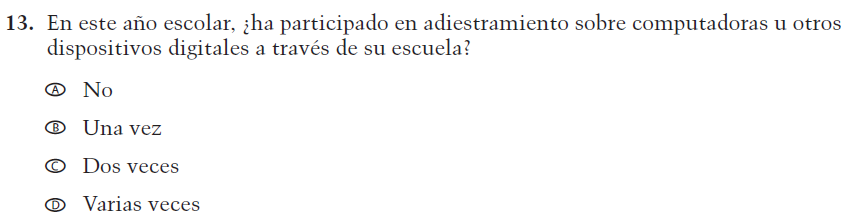 13. En este año escolar, ¿ha participado en adiestramiento sobre computadoras u otros
dispositivos digitales a través de su escuela?
A No
B Una vez
C Dos veces
D Varias veces